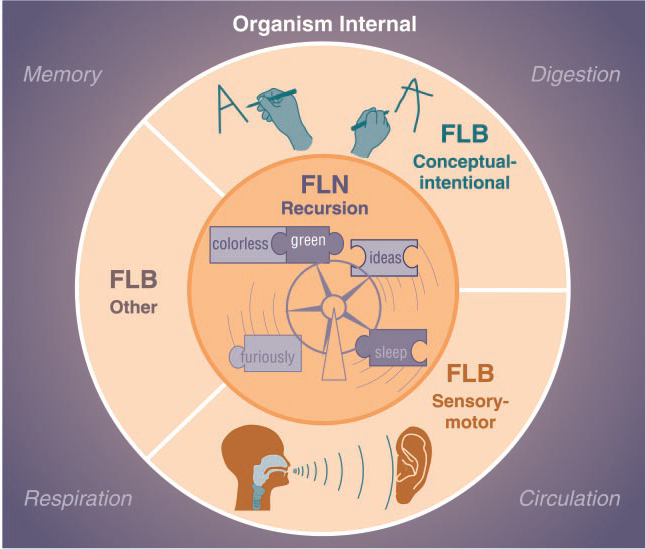 Organism Internal
Memory
Digestion
A
A
FLB
Conceptual-
intentional
FLN
Recursion
colorless
green
ideas
FLB
Other
furiously
sleep
FLB
Sensory-
motor
Respiration
Circulation